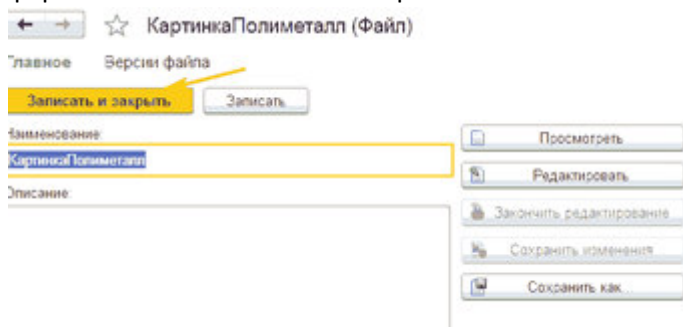 КартинкаПолиметалл (Файл)
Главное Версии файла
Записать и закрыть Записать
Наименование:
КартинкаПолиметалл
Описание:
Просмотреть
Редактировать
Закончить редактирование
Сохранить изменения
Сохранить как...